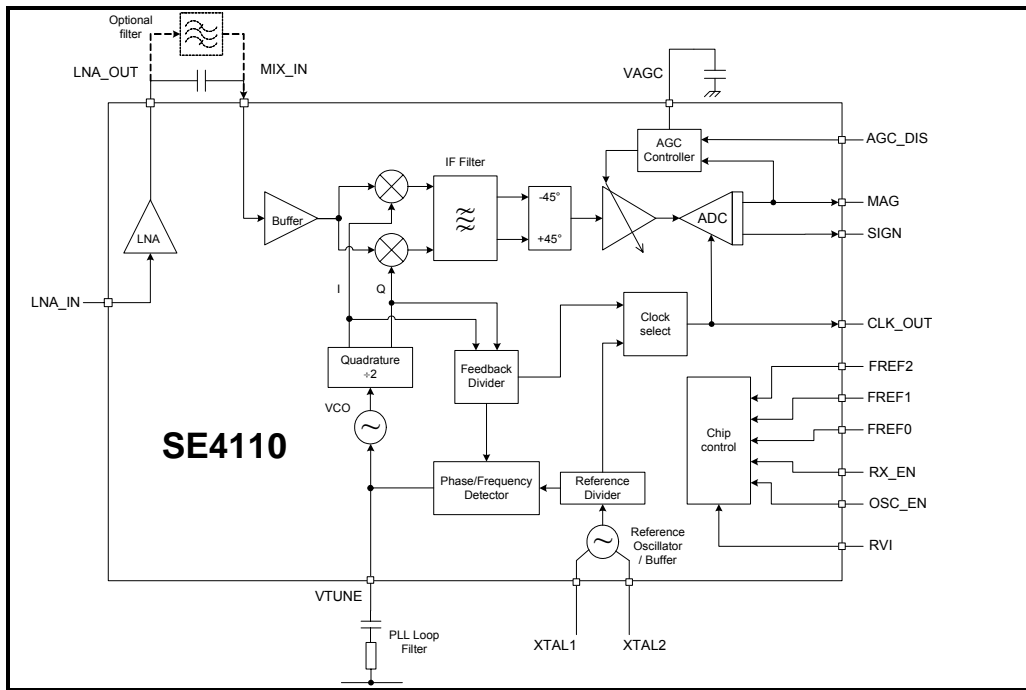 Optional
filter
LNA_OUT
MIX_IN
VAGC
AGC
Controller
AGC_DIS
IF Filter
-45°
+45°
MAG
ADC
SIGN
Buffer
LNA
LNA_IN
I
Q
Clock
select
CLK_OUT
Quadrature
÷2
Feedback
Divider
FREF2
FREF1
FREF0
VCO
SE4110
Chip
control
Phase/Frequency
Detector
Reference
Divider
RX_EN
OSC_EN
Reference
Oscillator
/ Buffer
RVI
VTUNE
PLL Loop
Filter
XTAL1
XTAL2